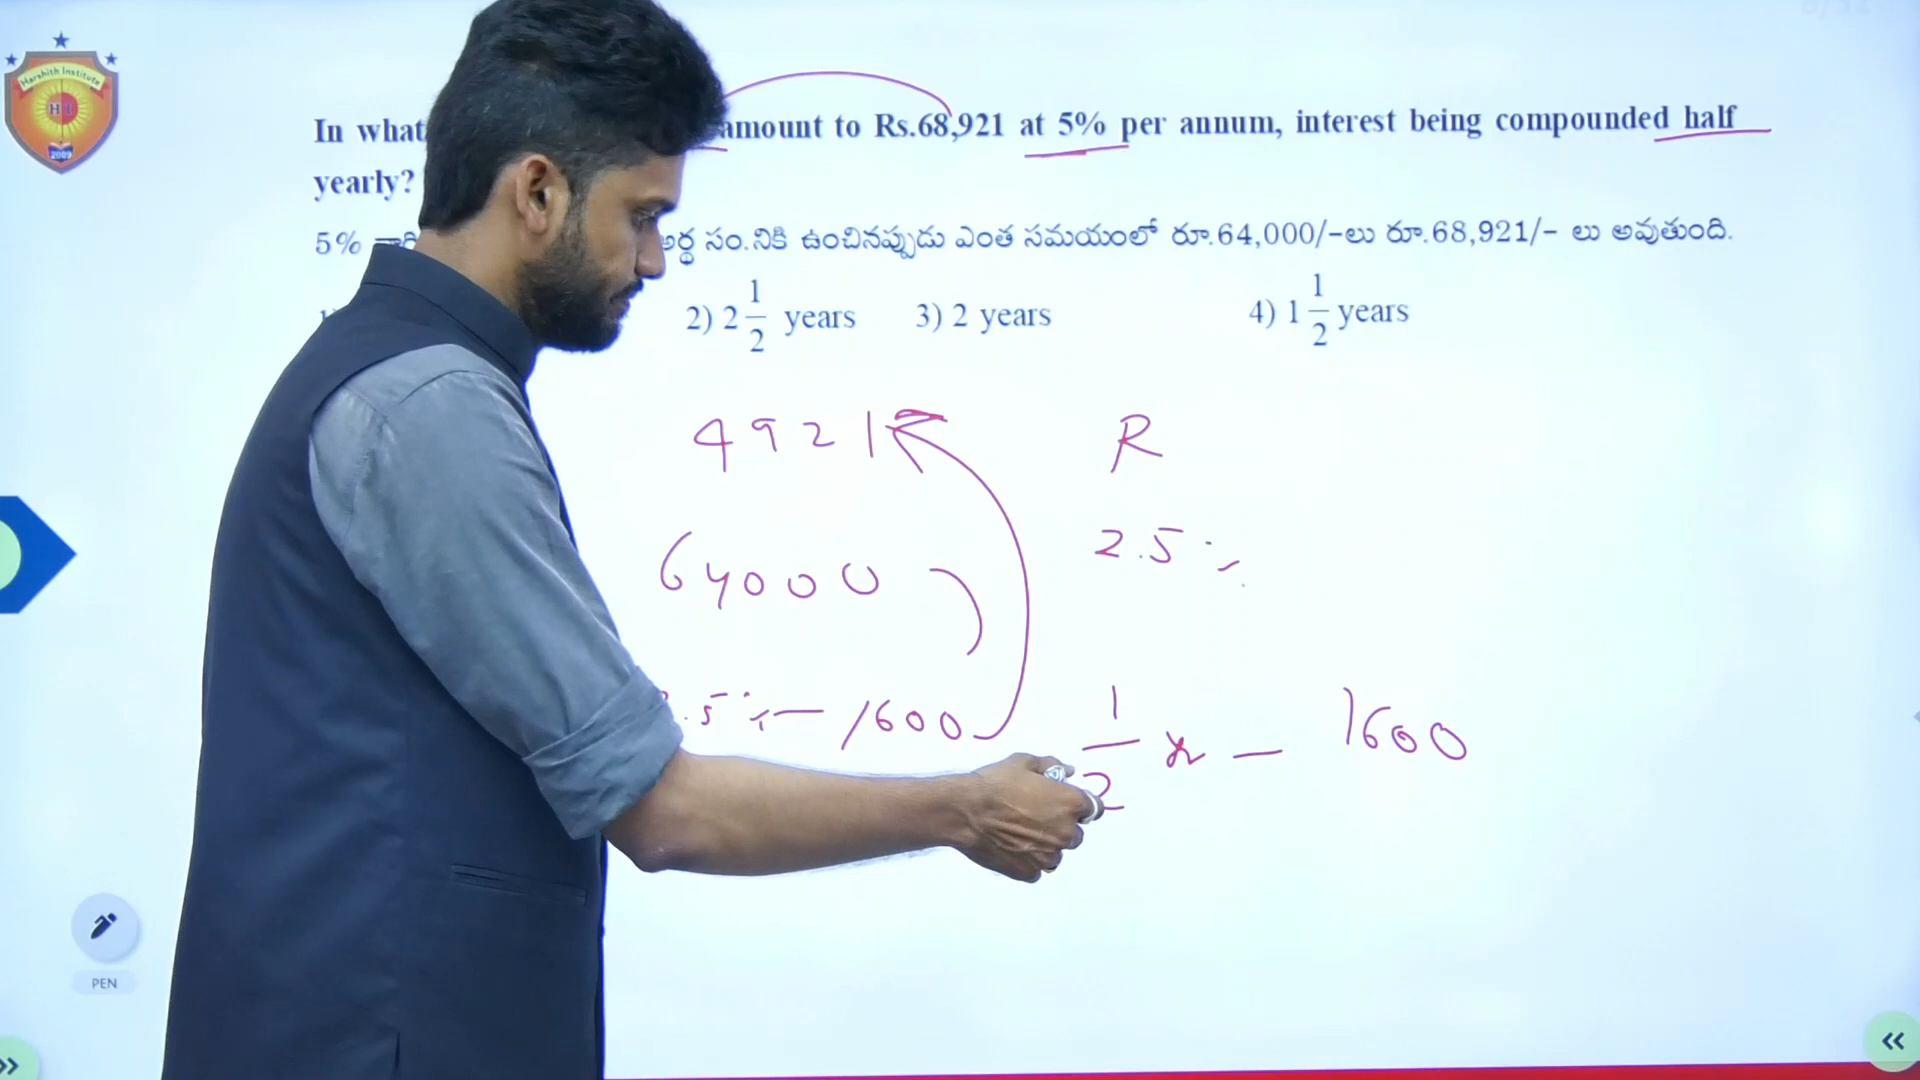 Harshith Institute
H I
2009
In what amount to Rs.68,921 at 5% per annum, interest being compounded half
yearly?
5% అర్ధ సం.నికి ఉంచినప్పుడు ఎంత సమయంలో రూ.64,000/-లు రూ.68,921/- లు అవుతుంది.
2) 2 1/2 years 3) 2 years 4) 1 1/2 years
4921 R
64000 2.5%
.5% — 1600 1/2 x — 1600
PEN